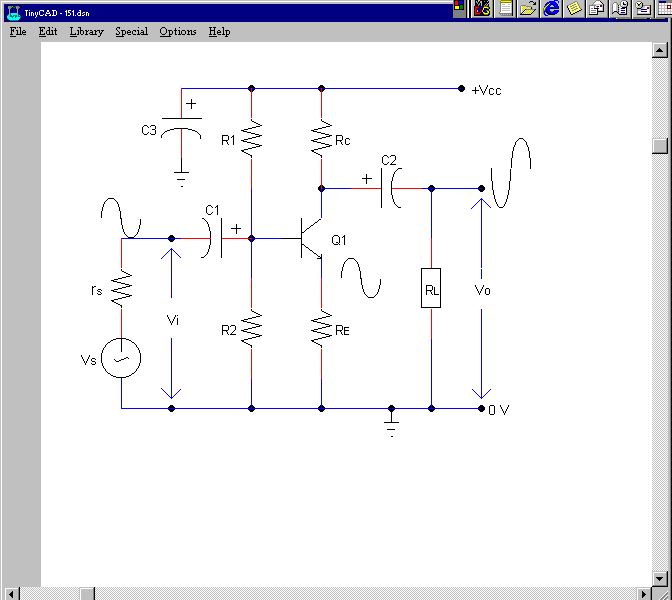 TinyCAD - 151.dsn
File Edit Library Special Options Help
+Vcc
+
C3
R1
Rc
C2
+
C1
+
Q1
rs
RL
Vo
Vi
R2
RE
Vs
0 V